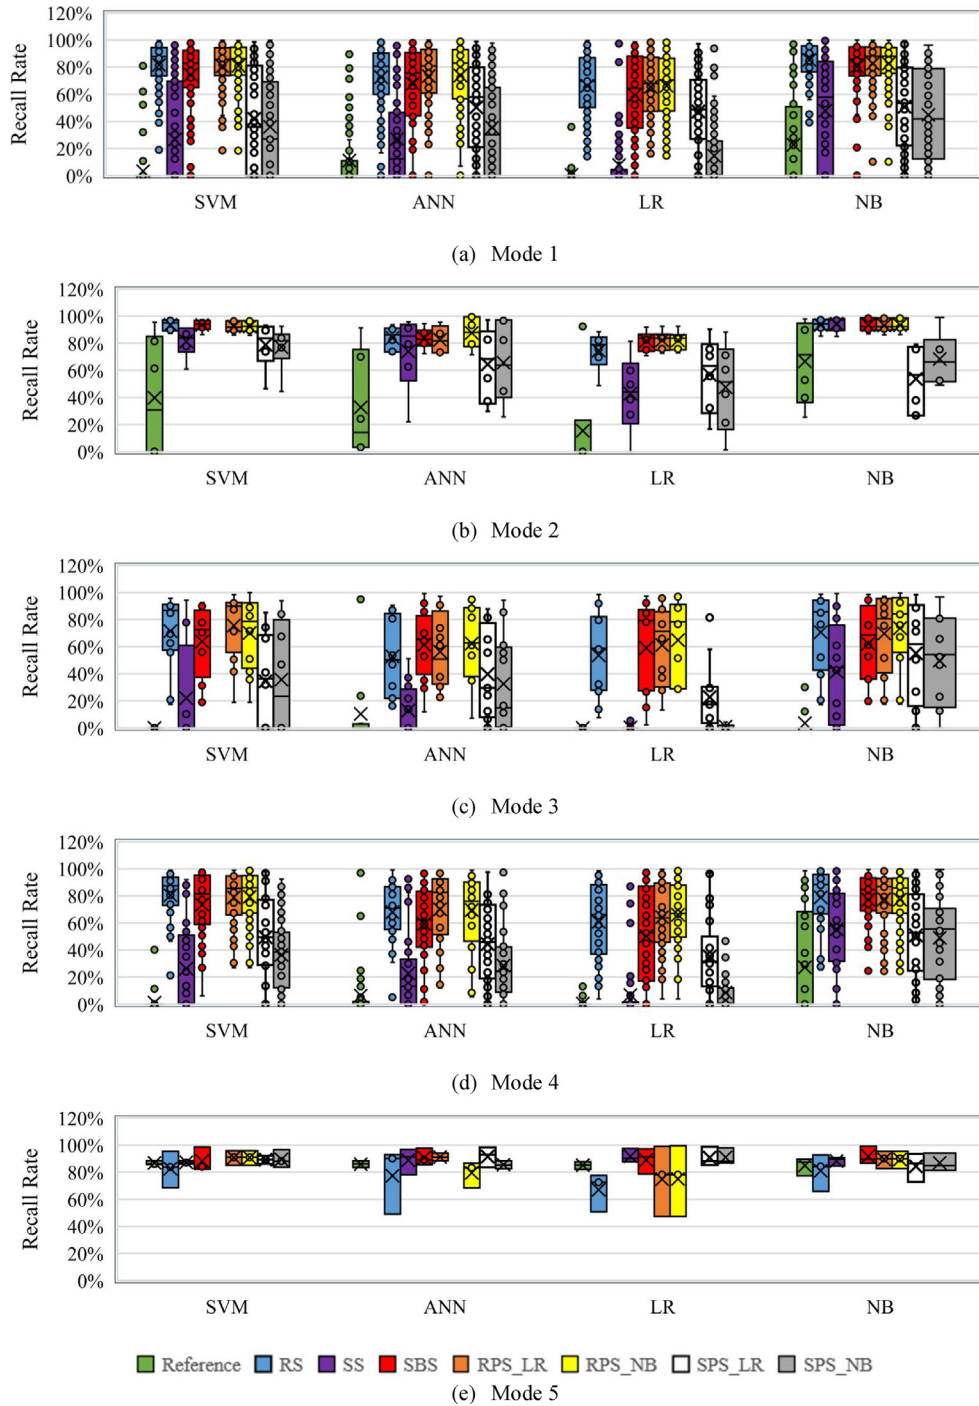 120%
100%
80%
60%
40%
20%
0%
Recall Rate
SVM ANN LR NB
(a) Mode 1
120%
100%
80%
60%
40%
20%
0%
Recall Rate
SVM ANN LR NB
(b) Mode 2
120%
100%
80%
60%
40%
20%
0%
Recall Rate
SVM ANN LR NB
(c) Mode 3
120%
100%
80%
60%
40%
20%
0%
Recall Rate
SVM ANN LR NB
(d) Mode 4
120%
100%
80%
60%
40%
20%
0%
Recall Rate
SVM ANN LR NB
Reference RS SS SBS RPS_LR RPS_NB SPS_LR SPS_NB
(e) Mode 5